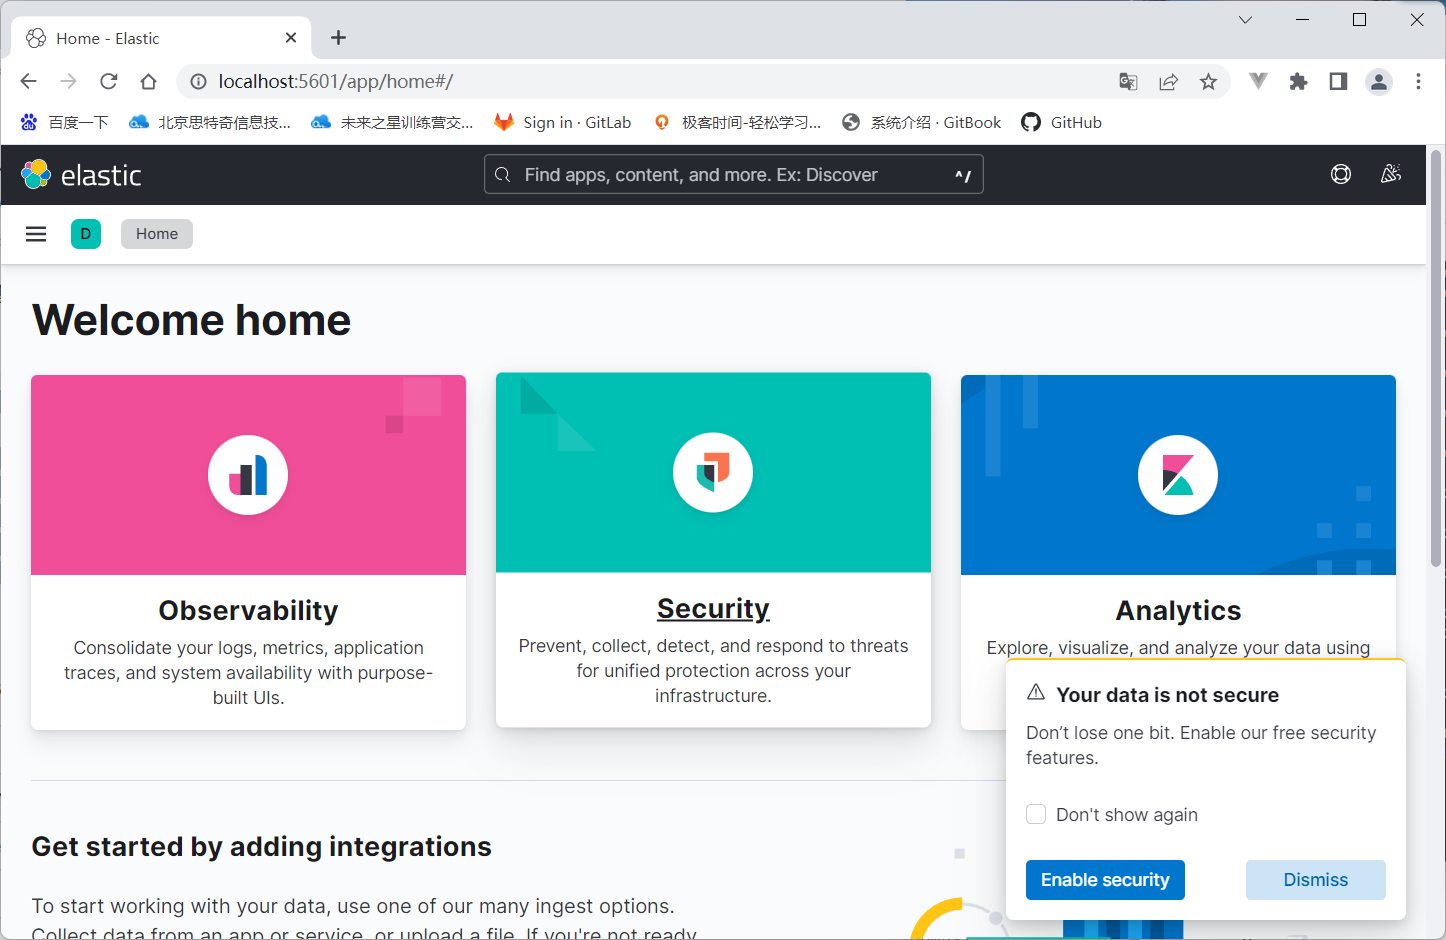 Home - Elastic
localhost:5601/app/home#/
百度一下
北京思特奇信息技...
未来之星训练营交...
Sign in · GitLab
极客时间-轻松学习...
系统介绍 · GitBook
GitHub
elastic
Find apps, content, and more. Ex: Discover
^/
D
Home
Welcome home
Observability
Consolidate your logs, metrics, application
traces, and system availability with purpose-
built UIs.
Security
Prevent, collect, detect, and respond to threats
for unified protection across your
infrastructure.
Analytics
Explore, visualize, and analyze your data using
Your data is not secure
Don’t lose one bit. Enable our free security
features.
Don't show again
Enable security
Dismiss
Get started by adding integrations
To start working with your data, use one of our many ingest options.
Collect data from an app or service, or upload a file. If you're not ready